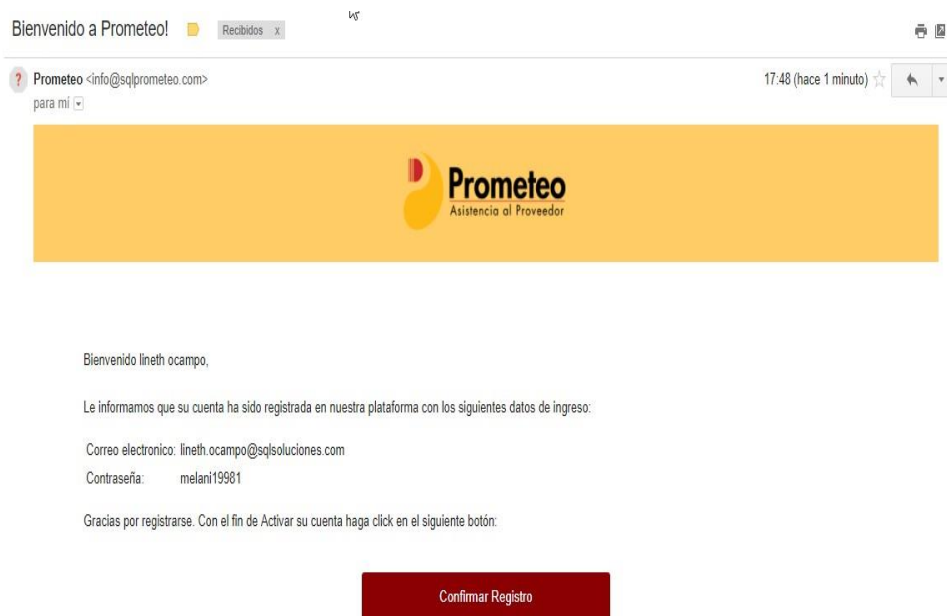 Bienvenido a Prometeo!
Recibidos x
? Prometeo <info@sqlprometeo.com>
17:48 (hace 1 minuto)
para mí
Prometeo
Asistencia al Proveedor
Bienvenido lineth ocampo,
Le informamos que su cuenta ha sido registrada en nuestra plataforma con los siguientes datos de ingreso:
Correo electronico: lineth.ocampo@sqlsoluciones.com
Contraseña: melani19981
Gracias por registrarse. Con el fin de Activar su cuenta haga click en el siguiente botón:
Confirmar Registro